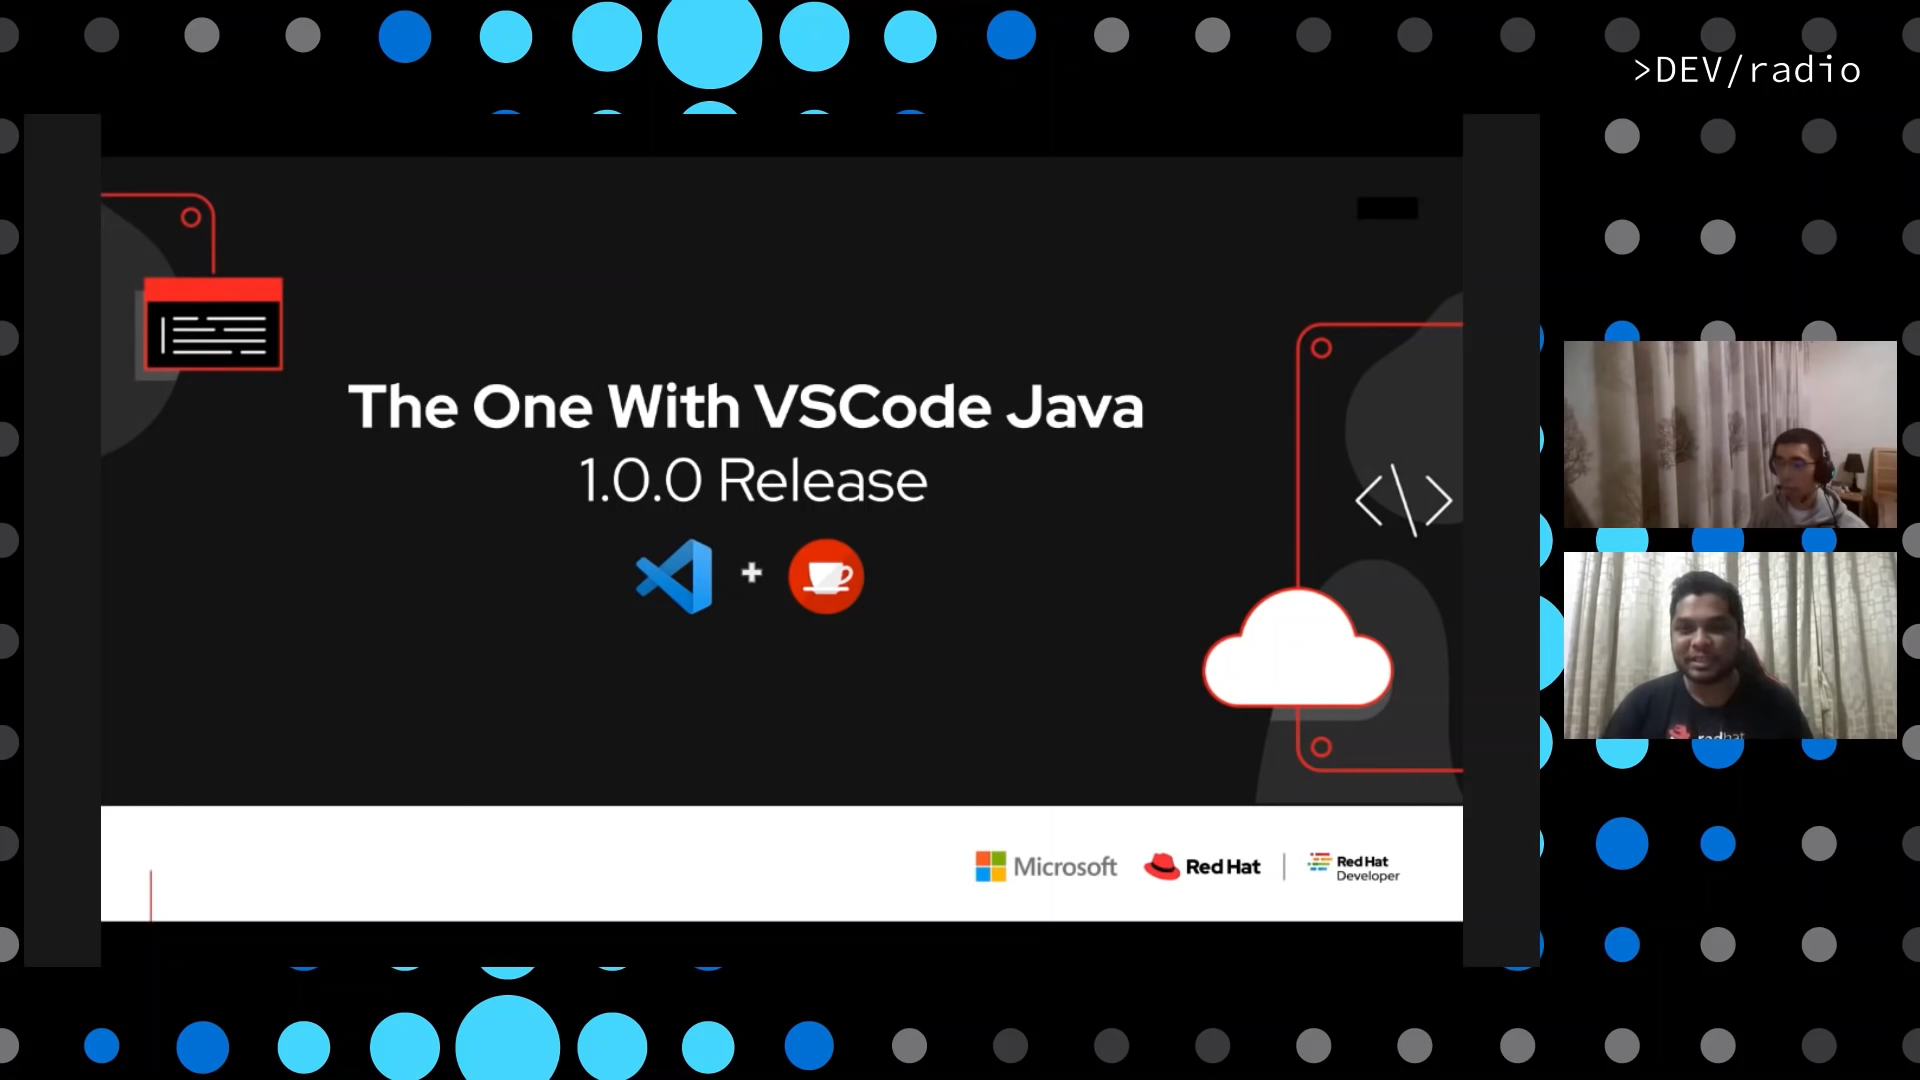 >DEV/radio
The One With VSCode Java
1.0.0 Release
+
Microsoft
Red Hat
Red Hat
Developer